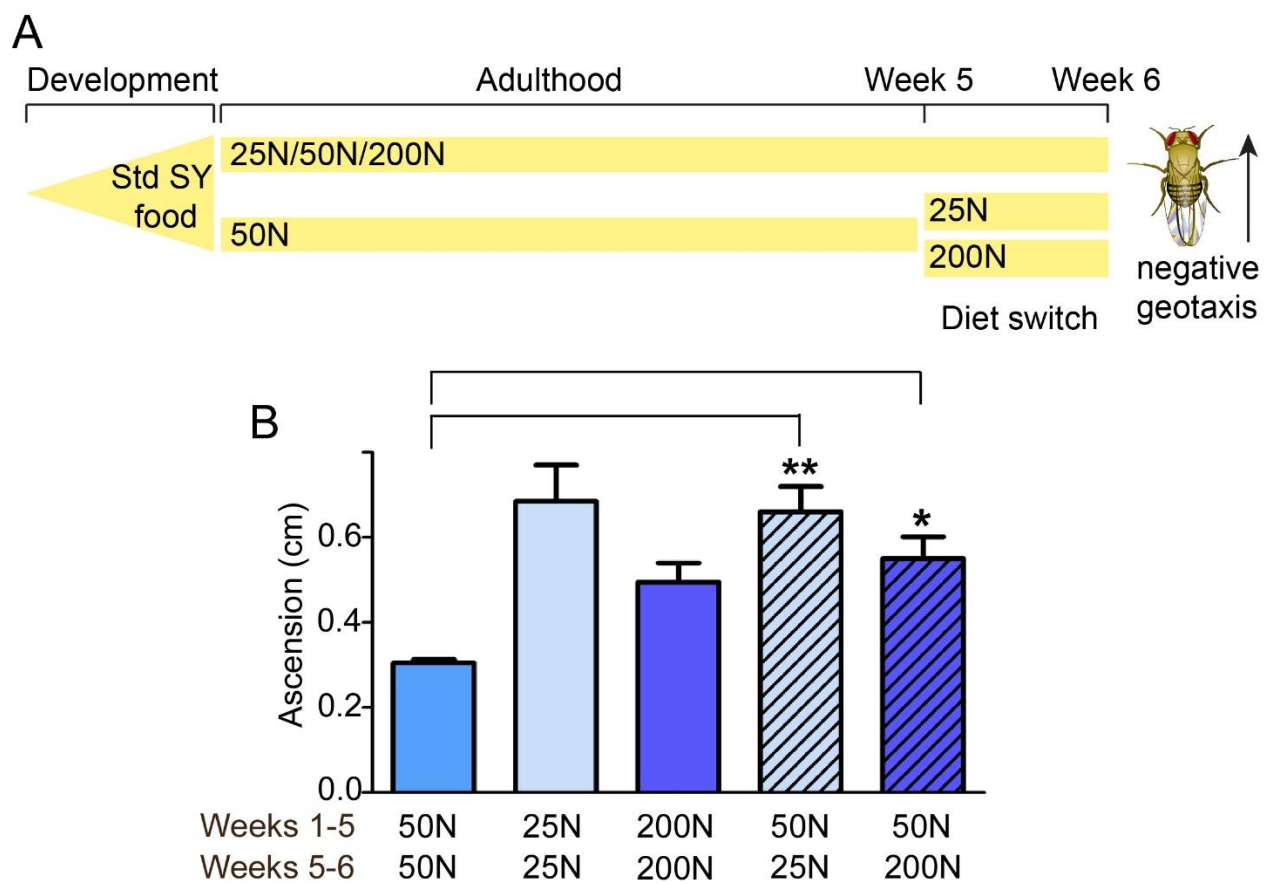 A
Development Adulthood Week 5 Week 6
25N/50N/200N
Std SY
food
25N
50N
200N
negative
geotaxis
Diet switch
B
** 
*
Ascension (cm)
0.6
0.4
0.2
0.0
Weeks 1-5 50N 25N 200N 50N 50N
Weeks 5-6 50N 25N 200N 25N 200N